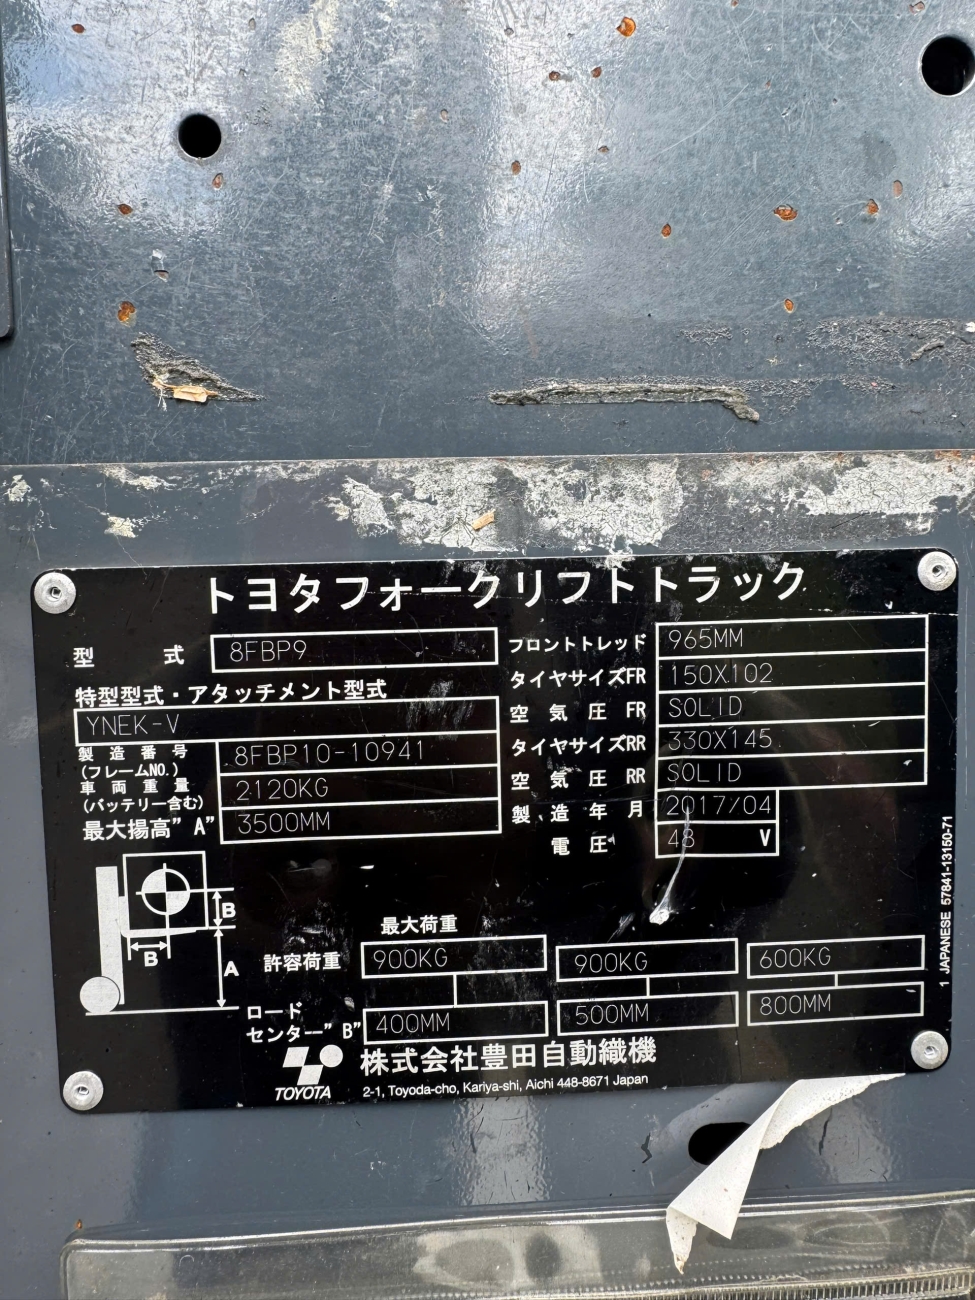 トヨタフォークリフトトラック
型 式 8FBP9
特型型式・アタッチメント型式
YNEK-V
製造番号 8FBP10-10941
(フレームNO.)
車両重量 2120KG
(バッテリー含む)
最大揚高"A" 3500MM
フロントトレッド 965MM
タイヤサイズFR 150X102
空気圧 FR SOLID
タイヤサイズRR 330X145
空気圧 RR SOLID
製造年月 2017/04
電圧 48 V
B
B
A
最大荷重
許容荷重 900KG 900KG 600KG
ロード
センター"B" 400MM 500MM 800MM
TOYOTA
株式会社豊田自動織機
2-1, Toyoda-cho, Kariya-shi, Aichi 448-8671 Japan
1 JAPANESE 57841-13150-71